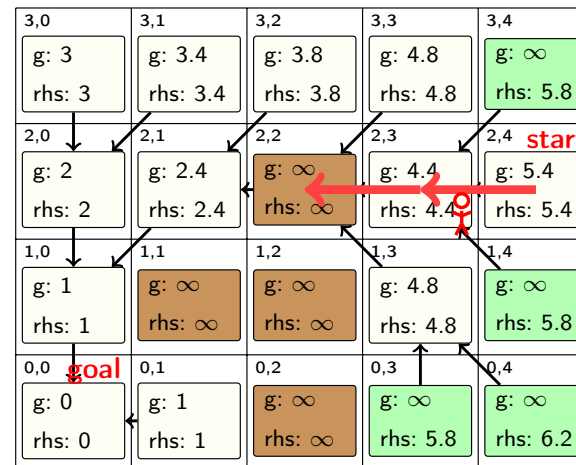 3,0 3,1 3,2 3,3 3,4
g: 3 g: 3.4 g: 3.8 g: 4.8 g: ∞
rhs: 3 rhs: 3.4 rhs: 3.8 rhs: 4.8 rhs: 5.8
2,0 2,1 2,2 2,3 2,4
start
g: 2 g: 2.4 g: ∞ g: 4.4 g: 5.4
rhs: 2 rhs: 2.4 rhs: ∞ rhs: 4.4 rhs: 5.4
1,0 1,1 1,2 1,3 1,4
g: 1 g: ∞ g: ∞ g: 4.8 g: ∞
rhs: 1 rhs: ∞ rhs: ∞ rhs: 4.8 rhs: 5.8
0,0 0,1 0,2 0,3 0,4
goal
g: 0 g: 1 g: ∞ g: ∞ g: ∞
rhs: 0 rhs: 1 rhs: ∞ rhs: 5.8 rhs: 6.2